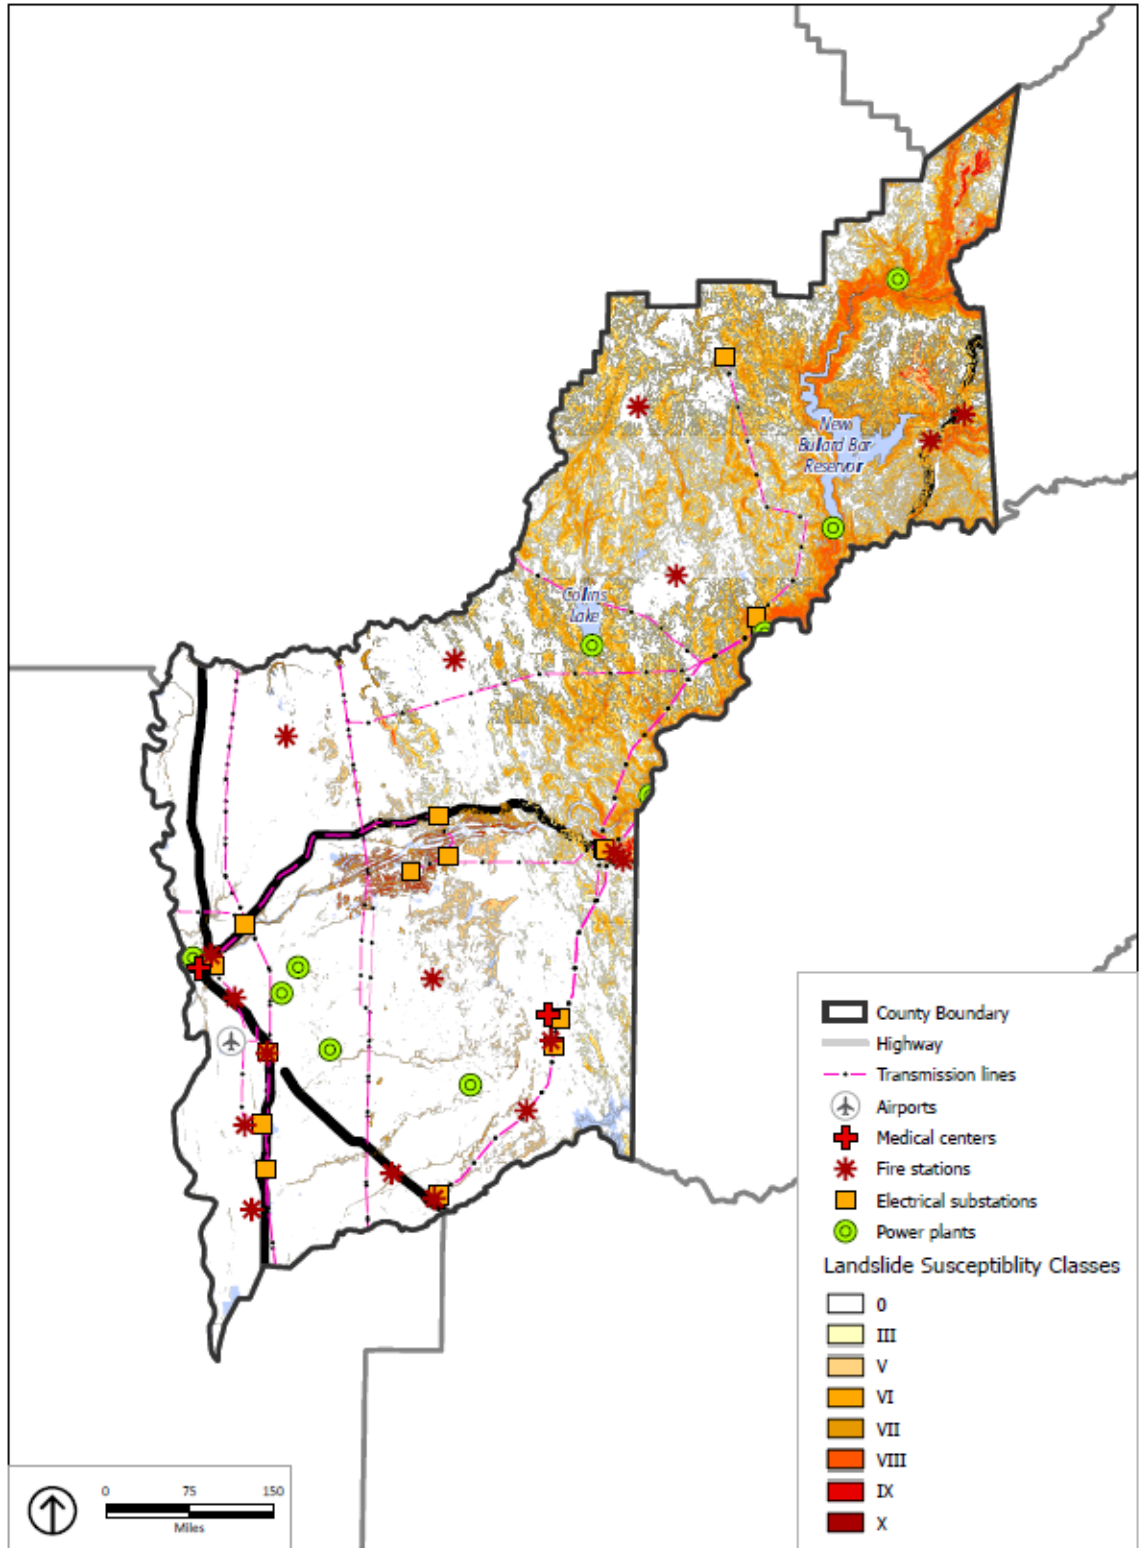 New
Bullard Bar
Reservoir
Collins
Lake
County Boundary
Highway
Transmission lines
Airports
Medical centers
Fire stations
Electrical substations
Power plants
Landslide Susceptiblity Classes
0
III
V
VI
VII
VIII
IX
X
0 75 150
Miles